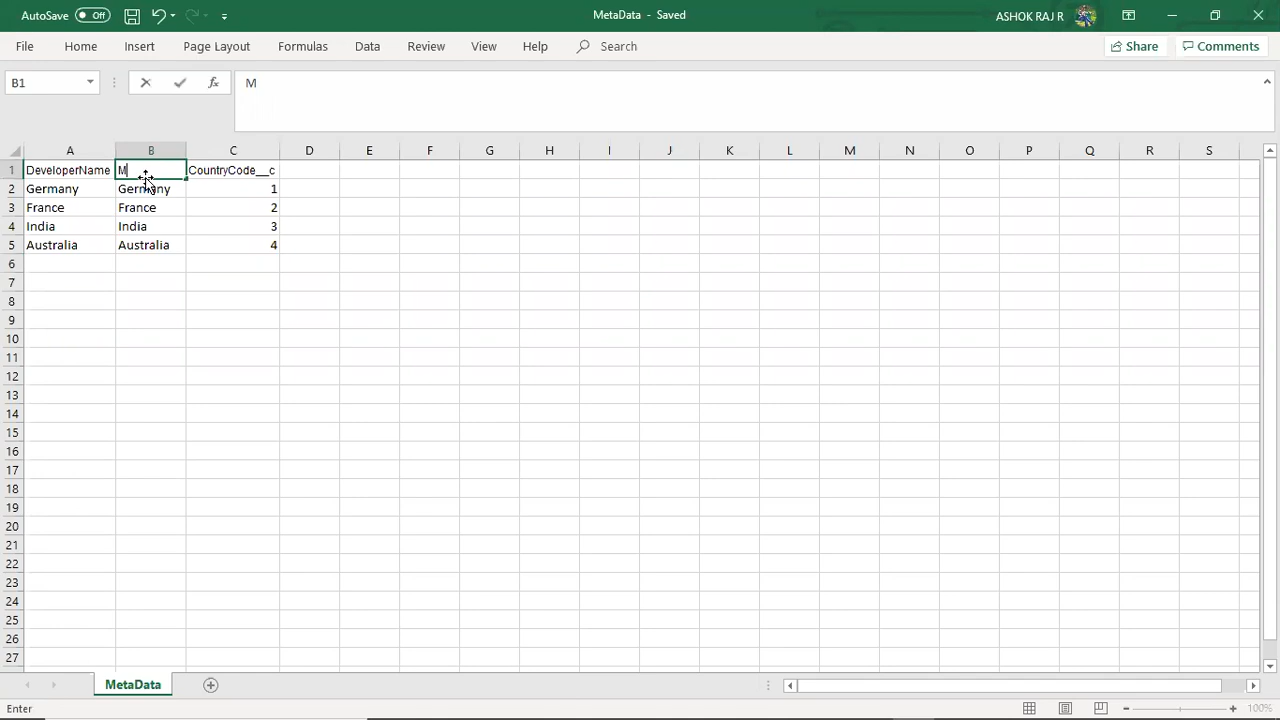 AutoSave Off MetaData - Saved ASHOK RAJ R
File Home Insert Page Layout Formulas Data Review View Help Search Share Comments
B1 fx M
A B C D E F G H I J K L M N O P Q R S
1 DeveloperName M CountryCode__c
2 Germany Germany 1
3 France France 2
4 India India 3
5 Australia Australia 4
6
7
8
9
10
11
12
13
14
15
16
17
18
19
20
21
22
23
24
25
26
27
MetaData
Enter 100%